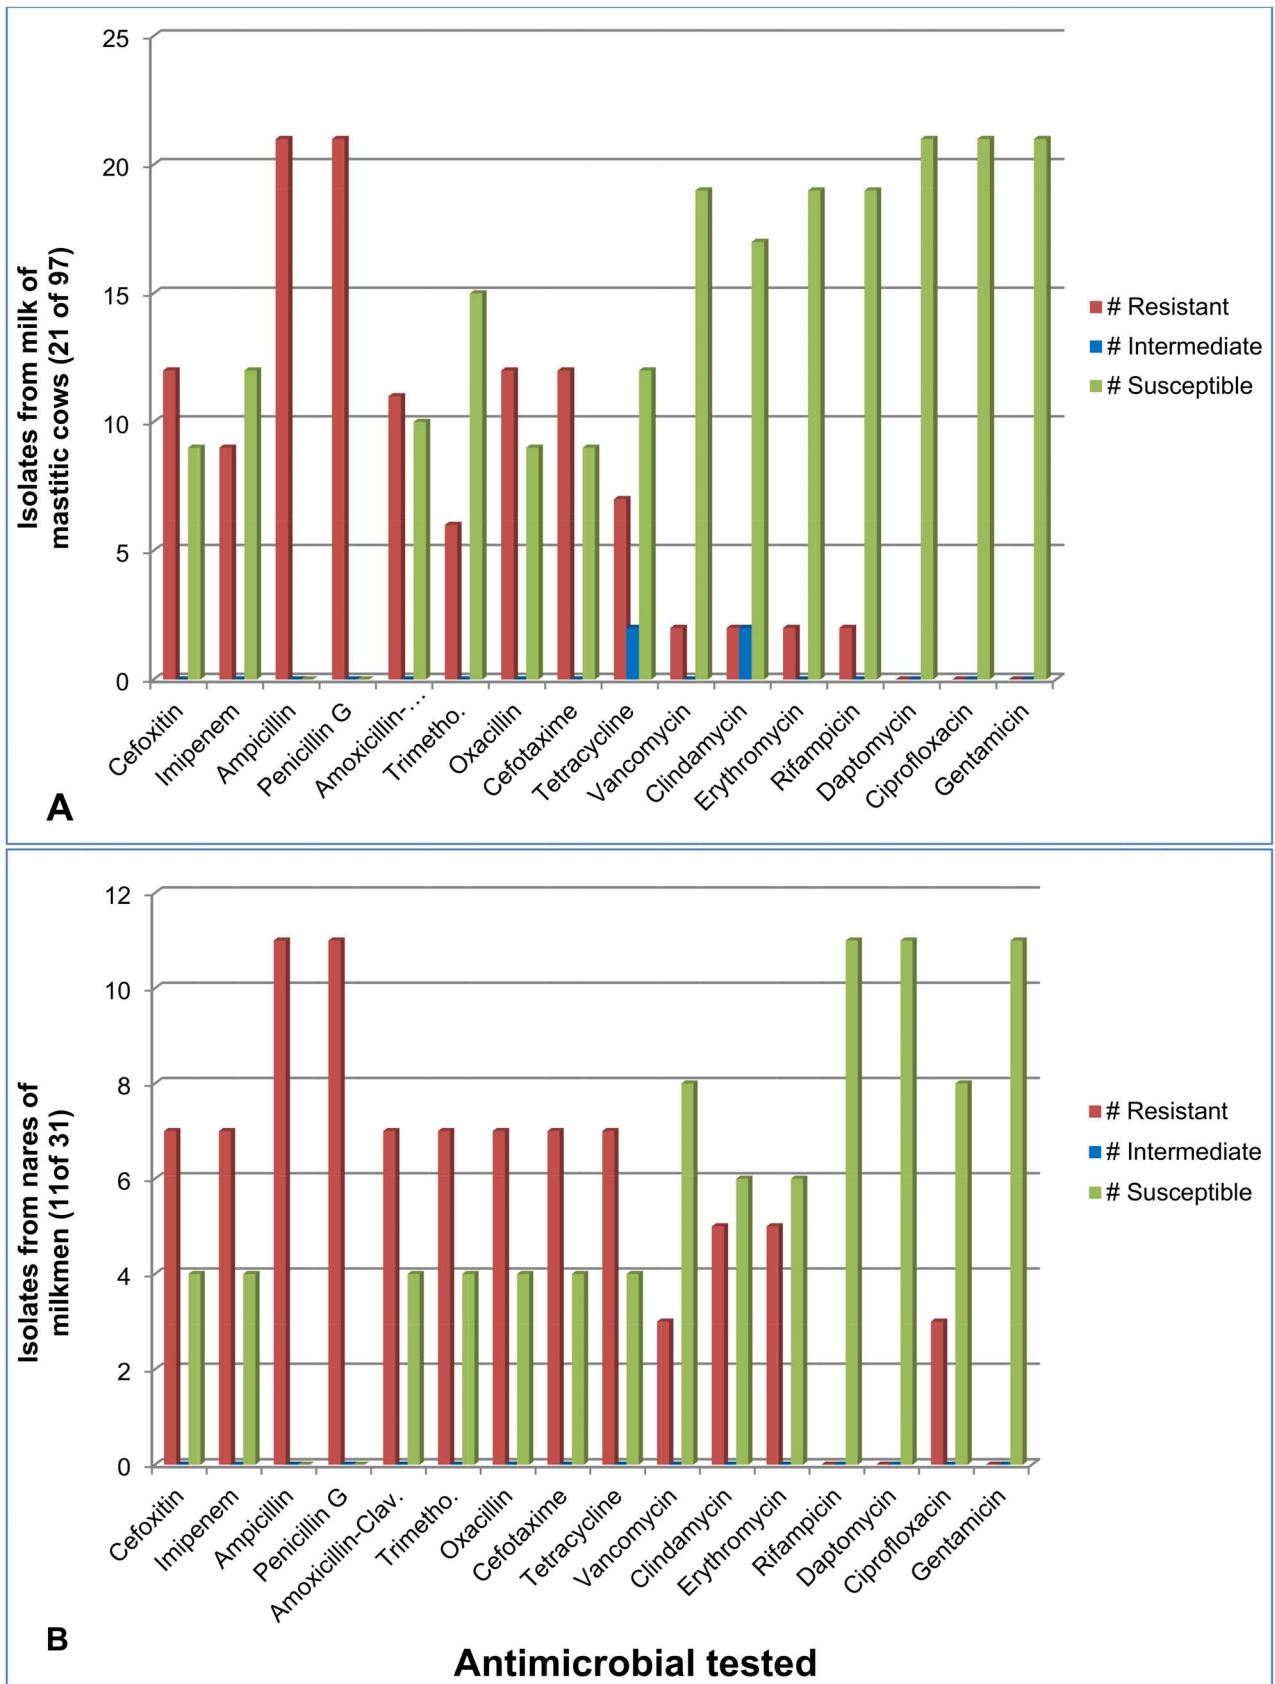 25
20
15
10
5
0
Isolates from milk of
mastitic cows (21 of 97)
# Resistant
# Intermediate
# Susceptible
Cefoxitin
Imipenem
Ampicillin
Penicillin G
Amoxicillin-...
Trimetho.
Oxacillin
Cefotaxime
Tetracycline
Vancomycin
Clindamycin
Erythromycin
Rifampicin
Daptomycin
Ciprofloxacin
Gentamicin
A
12
10
8
6
4
2
0
Isolates from nares of
milkmen (11of 31)
# Resistant
# Intermediate
# Susceptible
Cefoxitin
Imipenem
Ampicillin
Penicillin G
Amoxicillin-Clav.
Trimetho.
Oxacillin
Cefotaxime
Tetracycline
Vancomycin
Clindamycin
Erythromycin
Rifampicin
Daptomycin
Ciprofloxacin
Gentamicin
B
Antimicrobial tested